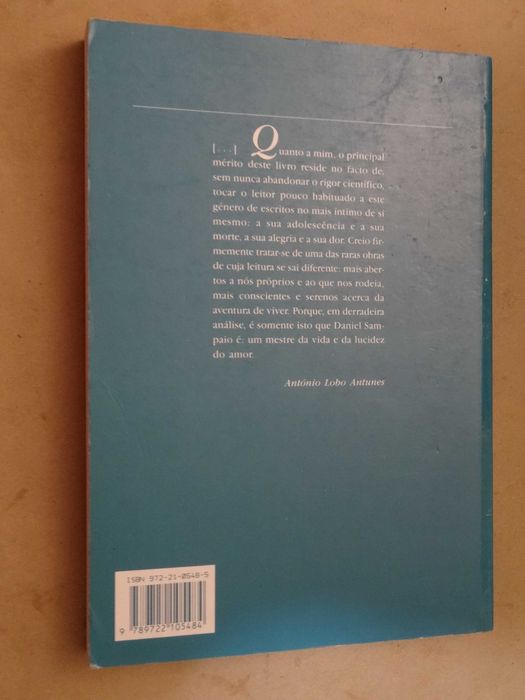 [. . .] Quanto a mim, o principal
mérito deste livro reside no facto de,
sem nunca abandonar o rigor científico,
tocar o leitor pouco habituado a este
género de escritos no mais íntimo de si
mesmo: a sua adolescência e a sua
morte, a sua alegria e a sua dor. Creio fir-
memente tratar-se de uma das raras obras
de cuja leitura se sai diferente: mais aber-
tos a nós próprios e ao que nos rodeia,
mais conscientes e serenos acerca da
aventura de viver. Porque, em derradeira
análise, é somente isto que Daniel Sam-
paio é: um mestre da vida e da lucidez
do amor.
António Lobo Antunes
ISBN 972-21-0548-5
9 789722 105484